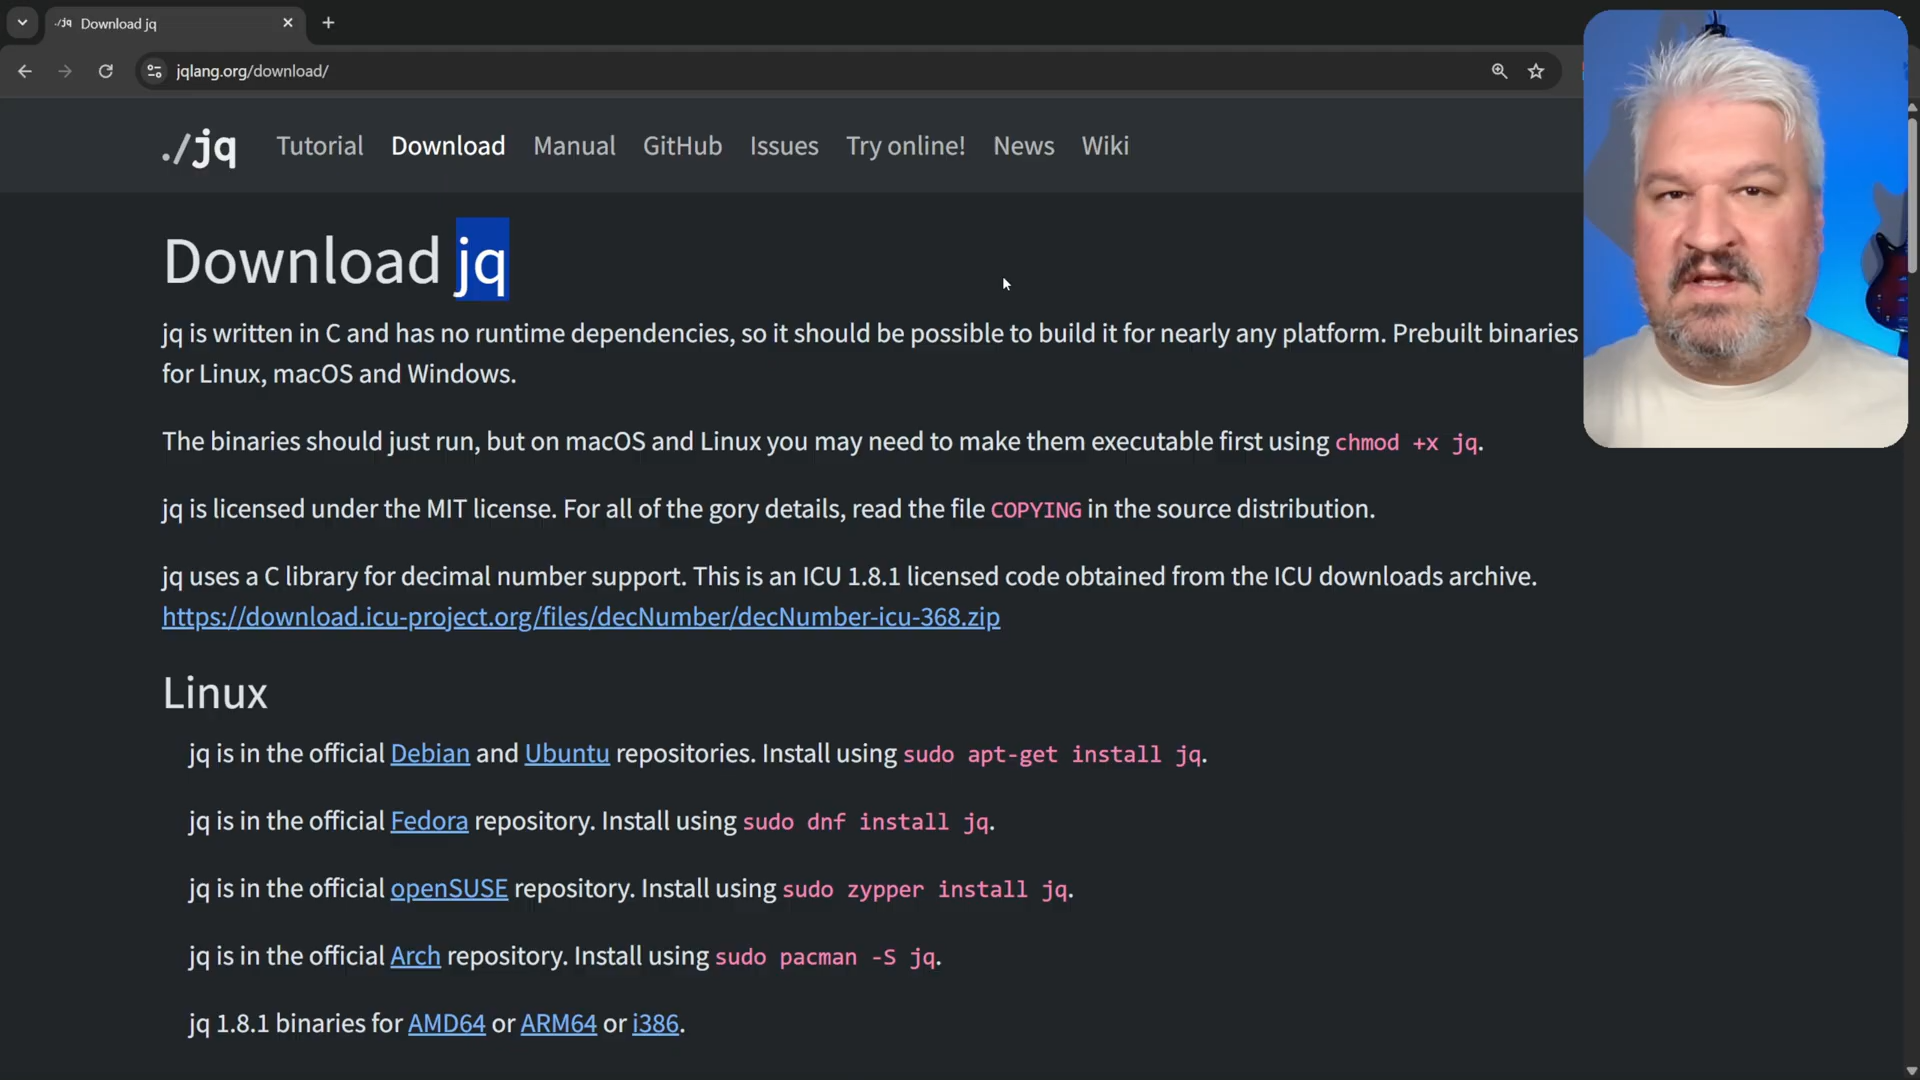 ./jq Download jq
jqlang.org/download/
./jq Tutorial Download Manual GitHub Issues Try online! News Wiki
Download jq
jq is written in C and has no runtime dependencies, so it should be possible to build it for nearly any platform. Prebuilt binaries
for Linux, macOS and Windows.
The binaries should just run, but on macOS and Linux you may need to make them executable first using chmod +x jq.
jq is licensed under the MIT license. For all of the gory details, read the file COPYING in the source distribution.
jq uses a C library for decimal number support. This is an ICU 1.8.1 licensed code obtained from the ICU downloads archive.
https://download.icu-project.org/files/decNumber/decNumber-icu-368.zip
Linux
jq is in the official Debian and Ubuntu repositories. Install using sudo apt-get install jq.
jq is in the official Fedora repository. Install using sudo dnf install jq.
jq is in the official openSUSE repository. Install using sudo zypper install jq.
jq is in the official Arch repository. Install using sudo pacman -S jq.
jq 1.8.1 binaries for AMD64 or ARM64 or i386.